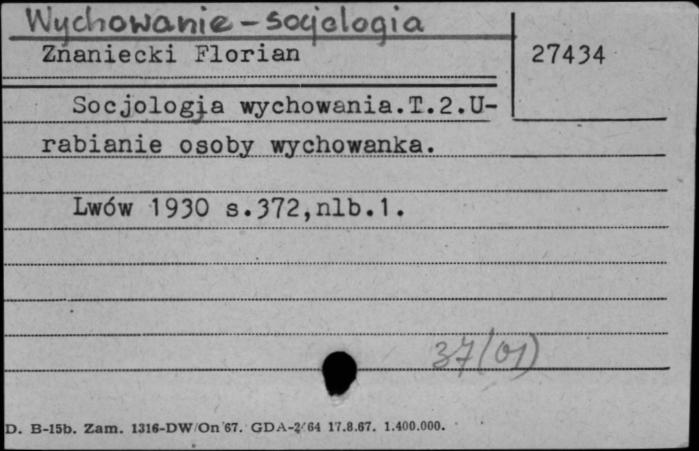 Wychowanie - socjologia
Znaniecki Florian
27434
Socjologja wychowania.T.2.U-
rabianie osoby wychowanka.
Lwów 1930 s.372,nlb.1.
37(01)
D. B-15b. Zam. 1316-DW/On 67. GDA-2/64 17.8.67. 1.400.000.